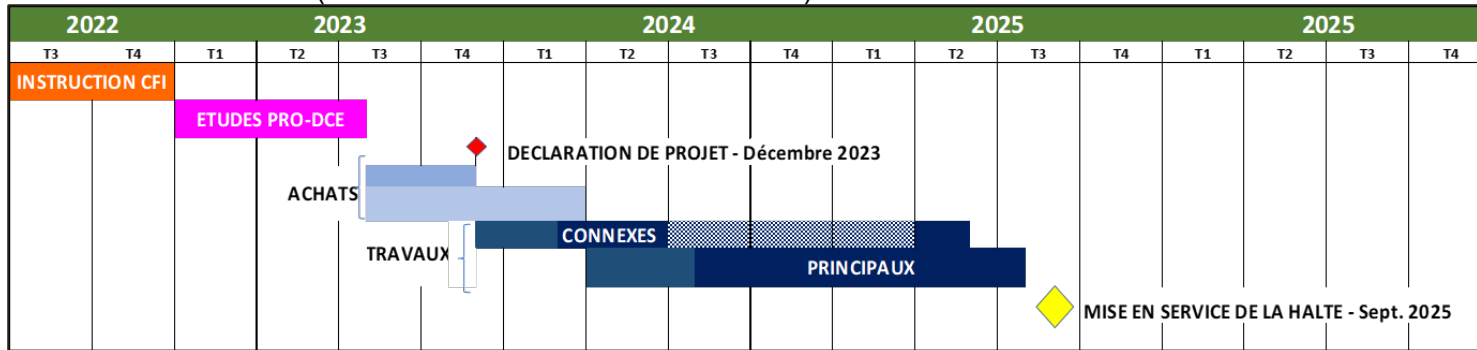 2022 2023 2024 2025 2025
T3 T4 T1 T2 T3 T4 T1 T2 T3 T4 T1 T2 T3 T4 T1 T2 T3 T4
INSTRUCTION CFI
ETUDES PRO-DCE
DECLARATION DE PROJET - Décembre 2023
ACHATS
CONNEXES
TRAVAUX
PRINCIPAUX
MISE EN SERVICE DE LA HALTE - Sept. 2025